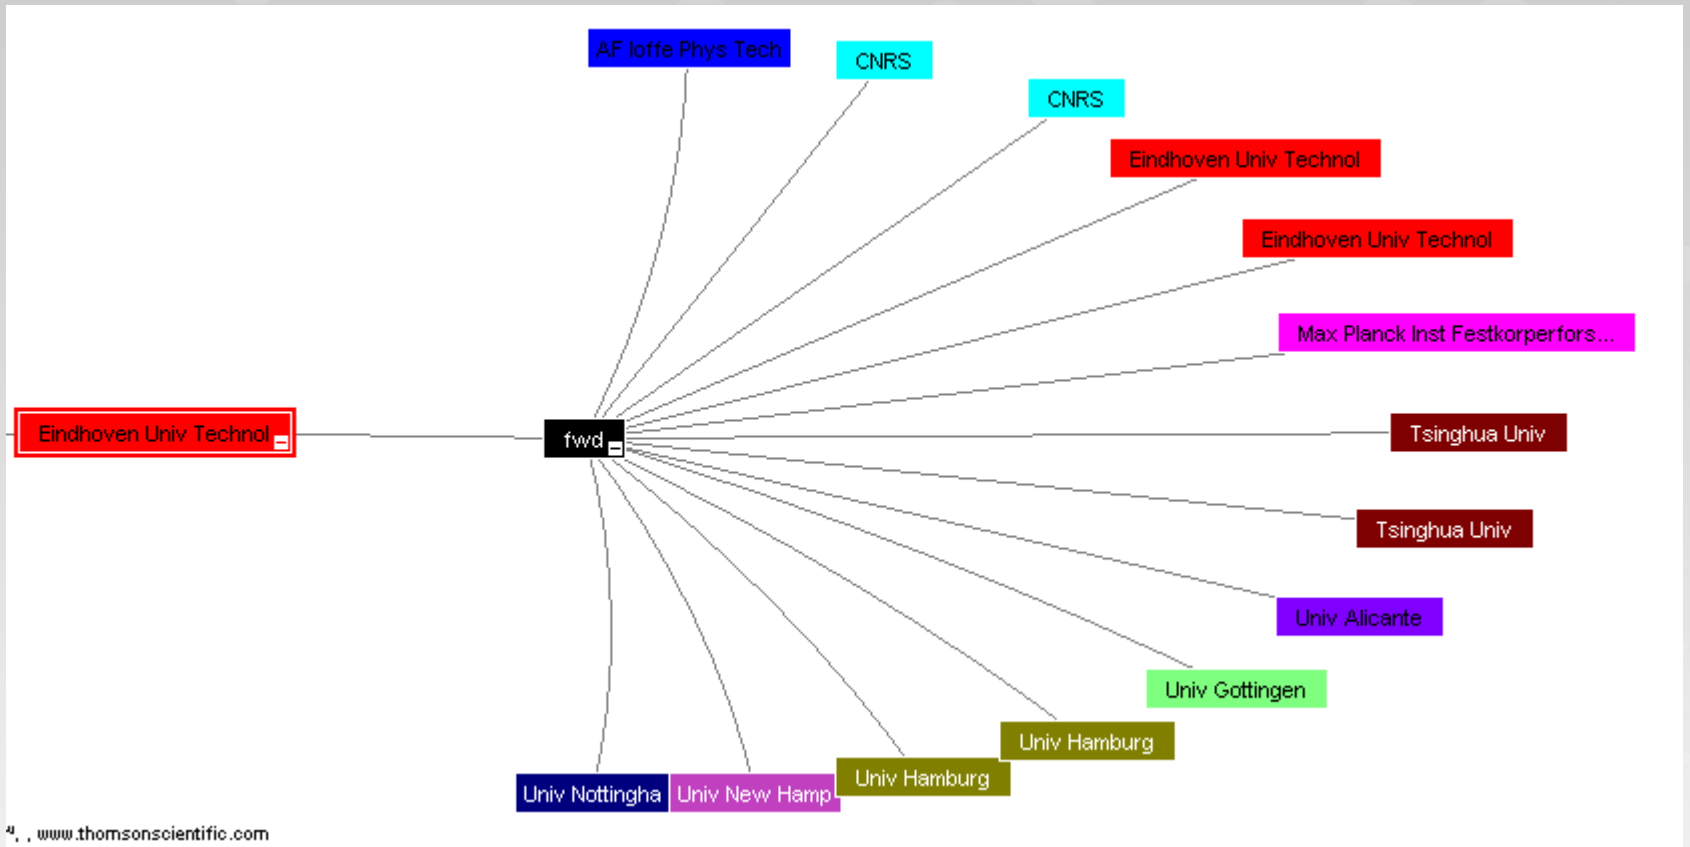 AF Ioffe Phys Tech
CNRS
CNRS
Eindhoven Univ Technol
Eindhoven Univ Technol
Max Planck Inst Festkorperfors...
Eindhoven Univ Technol
fwd
Tsinghua Univ
Tsinghua Univ
Univ Alicante
Univ Gottingen
Univ Hamburg
Univ Hamburg
Univ Nottingha
Univ New Hamp
, , www.thomsonscientific.com